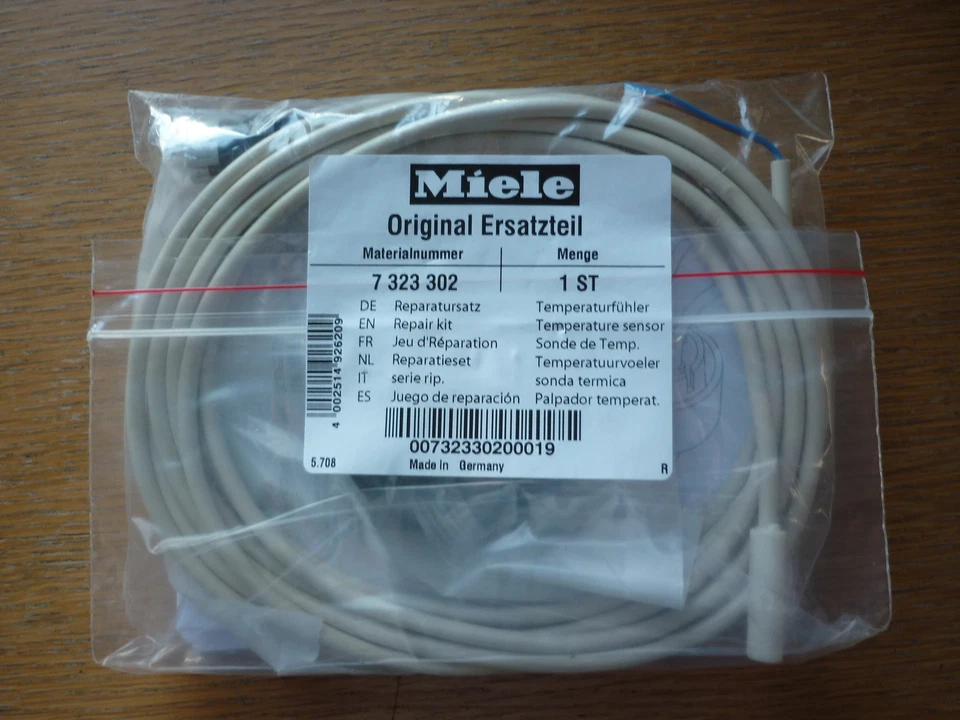 Miele
Original Ersatzteil
Materialnummer Menge
7 323 302 1 ST
DE Reparatursatz Temperaturfühler
EN Repair kit Temperature sensor
FR Jeu d'Réparation Sonde de Temp.
NL Reparatieset Temperatuurvoeler
IT serie rip. sonda termica
ES Juego de reparación Palpador temperat.
4 002514 926209
00732330200019
5.708 Made In Germany R